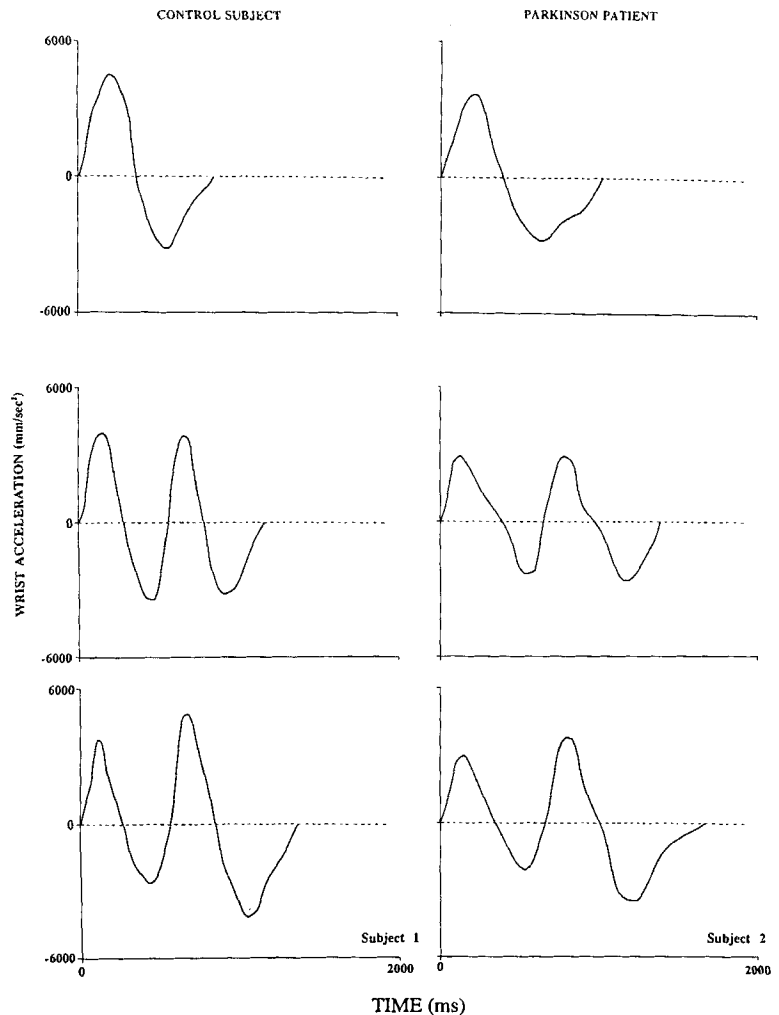 CONTROL SUBJECT
PARKINSON PATIENT
6000
0
-6000
6000
0
-6000
WRIST ACCELERATION (mm/sec²)
6000
0
-6000
Subject 1
Subject 2
0
2000
0
2000
TIME (ms)